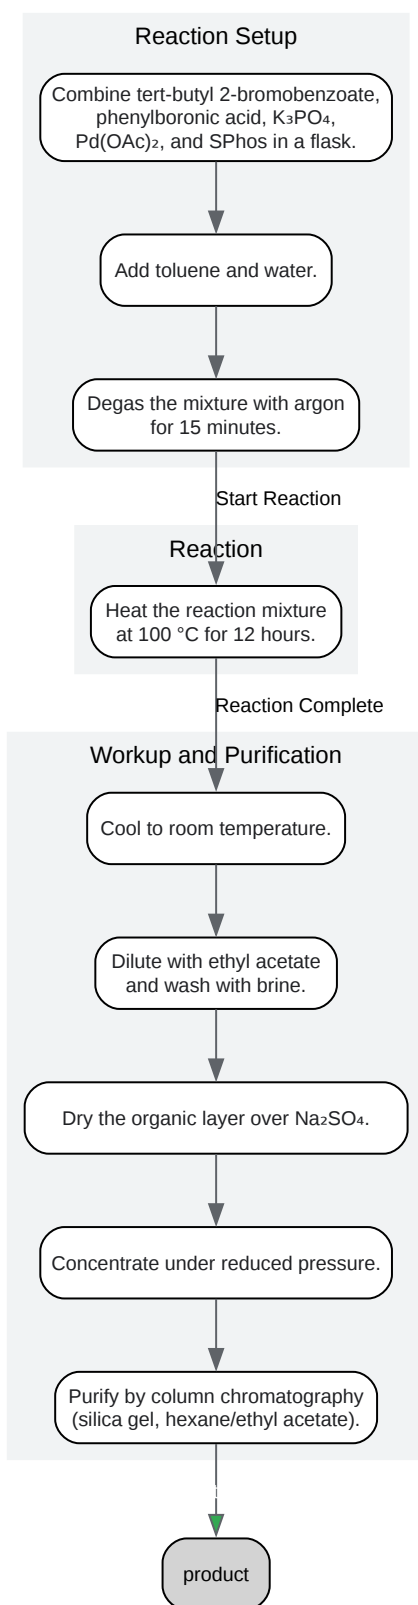 Reaction Setup
Combine tert-butyl 2-bromobenzoate,
phenylboronic acid, K₃PO₄,
Pd(OAc)₂, and SPhos in a flask.
Add toluene and water.
Degas the mixture with argon
for 15 minutes.
Start Reaction
Reaction
Heat the reaction mixture
at 100 °C for 12 hours.
Reaction Complete
Workup and Purification
Cool to room temperature.
Dilute with ethyl acetate
and wash with brine.
Dry the organic layer over Na₂SO₄.
Concentrate under reduced pressure.
Purify by column chromatography
(silica gel, hexane/ethyl acetate).
product